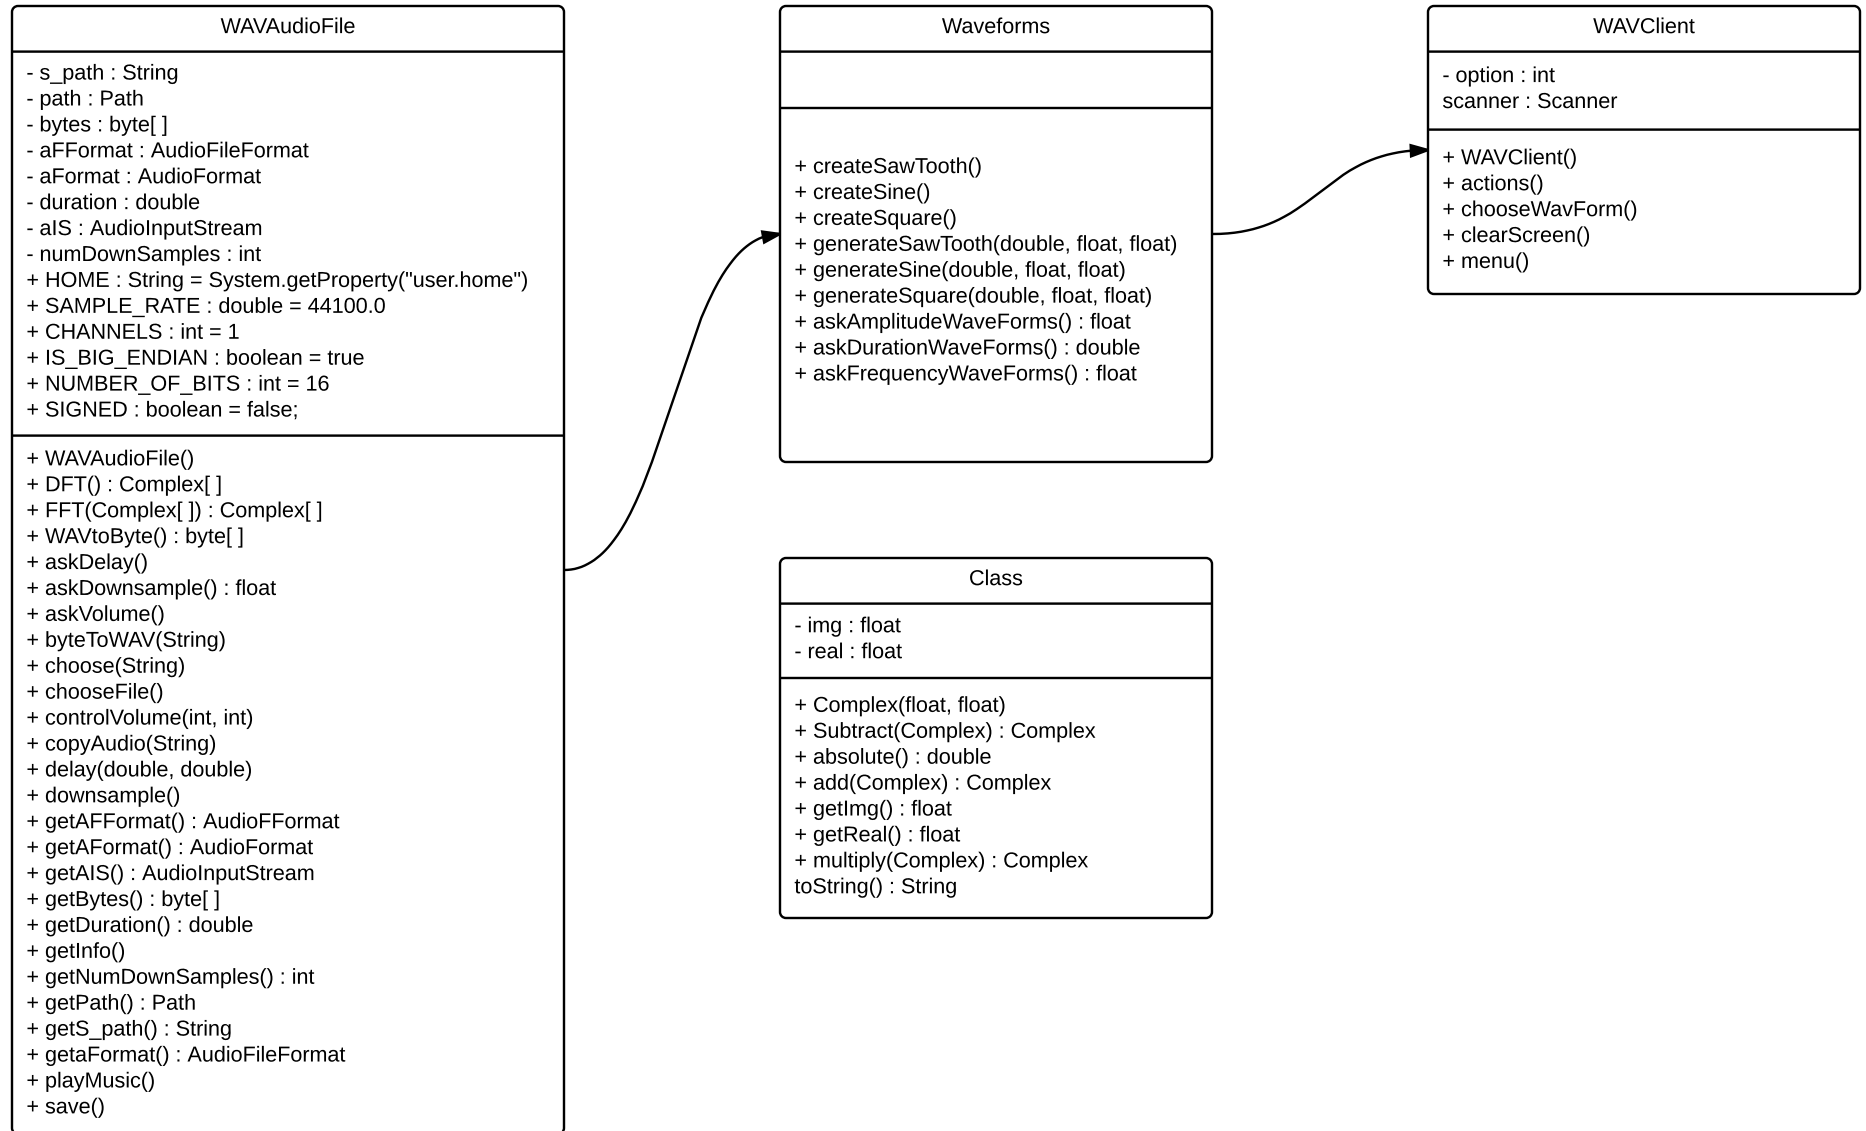 WAVAudioFile
- s_path : String
- path : Path
- bytes : byte[ ]
- aFFormat : AudioFileFormat
- aFormat : AudioFormat
- duration : double
- aIS : AudioInputStream
- numDownSamples : int
+ HOME : String = System.getProperty("user.home")
+ SAMPLE_RATE : double = 44100.0
+ CHANNELS : int = 1
+ IS_BIG_ENDIAN : boolean = true
+ NUMBER_OF_BITS : int = 16
+ SIGNED : boolean = false;
+ WAVAudioFile()
+ DFT() : Complex[ ]
+ FFT(Complex[ ]) : Complex[ ]
+ WAVtoByte() : byte[ ]
+ askDelay()
+ askDownsample() : float
+ askVolume()
+ byteToWAV(String)
+ choose(String)
+ chooseFile()
+ controlVolume(int, int)
+ copyAudio(String)
+ delay(double, double)
+ downsample()
+ getAFFormat() : AudioFFormat
+ getAFormat() : AudioFormat
+ getAIS() : AudioInputStream
+ getBytes() : byte[ ]
+ getDuration() : double
+ getInfo()
+ getNumDownSamples() : int
+ getPath() : Path
+ getS_path() : String
+ getaFormat() : AudioFileFormat
+ playMusic()
+ save()
Waveforms
+ createSawTooth()
+ createSine()
+ createSquare()
+ generateSawTooth(double, float, float)
+ generateSine(double, float, float)
+ generateSquare(double, float, float)
+ askAmplitudeWaveForms() : float
+ askDurationWaveForms() : double
+ askFrequencyWaveForms() : float
Class
- img : float
- real : float
+ Complex(float, float)
+ Subtract(Complex) : Complex
+ absolute() : double
+ add(Complex) : Complex
+ getImg() : float
+ getReal() : float
+ multiply(Complex) : Complex
toString() : String
WAVClient
- option : int
scanner : Scanner
+ WAVClient()
+ actions()
+ chooseWavForm()
+ clearScreen()
+ menu()